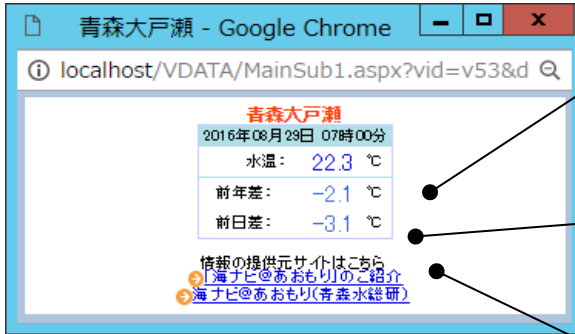 青森大戸瀬 - Google Chrome
localhost/VDATA/MainSub1.aspx?vid=v53&d
青森大戸瀬
2016年08月29日 07時00分
水温： 22.3 ℃
前年差： -2.1 ℃
前日差： -3.1 ℃
情報の提供元サイトはこちら
「海ナビ@あおもり」のご紹介
海ナビ@あおもり(青森水総研)